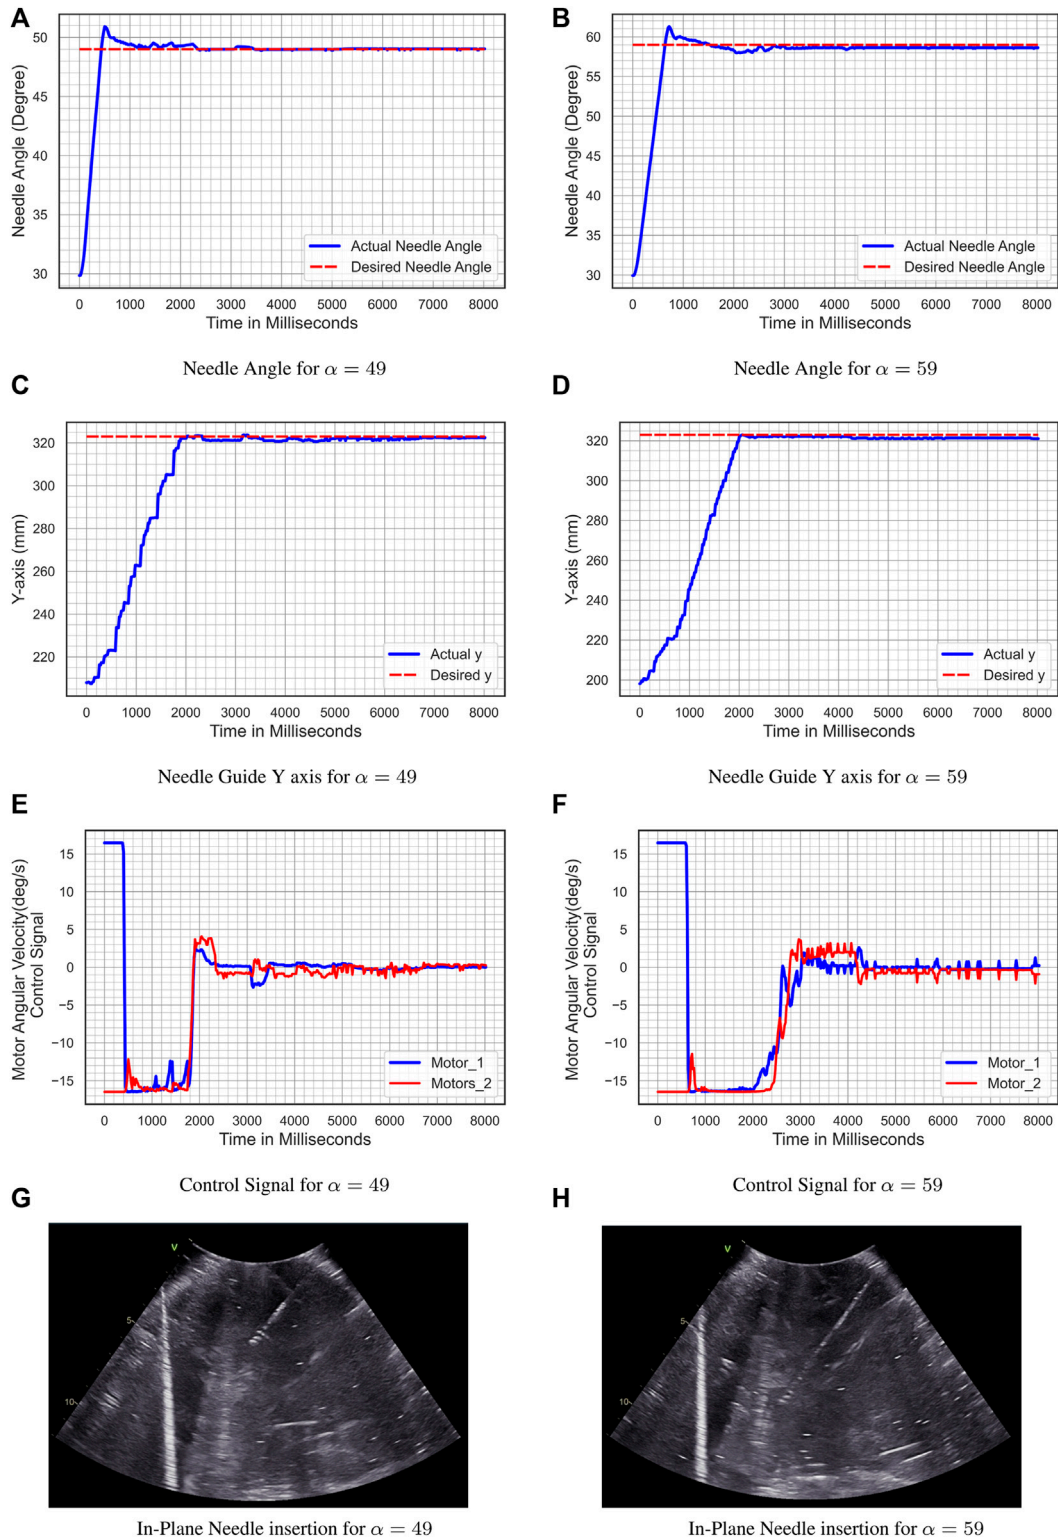 A
50
45
40
35
30
Needle Angle (Degree)
Actual Needle Angle
Desired Needle Angle
0 1000 2000 3000 4000 5000 6000 7000 8000
Time in Milliseconds
Needle Angle for α = 49
B
60
55
50
45
40
35
30
Needle Angle (Degree)
Actual Needle Angle
Desired Needle Angle
0 1000 2000 3000 4000 5000 6000 7000 8000
Time in Milliseconds
Needle Angle for α = 59
C
320
300
280
260
240
220
Y-axis (mm)
Actual y
Desired y
0 1000 2000 3000 4000 5000 6000 7000 8000
Time in Milliseconds
Needle Guide Y axis for α = 49
D
320
300
280
260
240
220
200
Y-axis (mm)
Actual y
Desired y
0 1000 2000 3000 4000 5000 6000 7000 8000
Time in Milliseconds
Needle Guide Y axis for α = 59
E
15
10
5
0
−5
−10
−15
Motor Angular Velocity(deg/s)
Control Signal
Motor_1
Motors_2
0 1000 2000 3000 4000 5000 6000 7000 8000
Time in Milliseconds
Control Signal for α = 49
F
15
10
5
0
−5
−10
−15
Motor Angular Velocity(deg/s)
Control Signal
Motor_1
Motor_2
0 1000 2000 3000 4000 5000 6000 7000 8000
Time in Milliseconds
Control Signal for α = 59
G
V
5
10
In-Plane Needle insertion for α = 49
H
V
5
10
In-Plane Needle insertion for α = 59